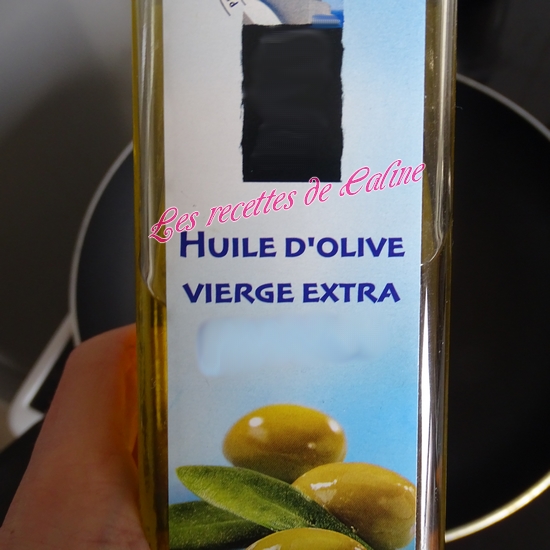 Les recettes de Caline
HUILE D'OLIVE
VIERGE EXTRA